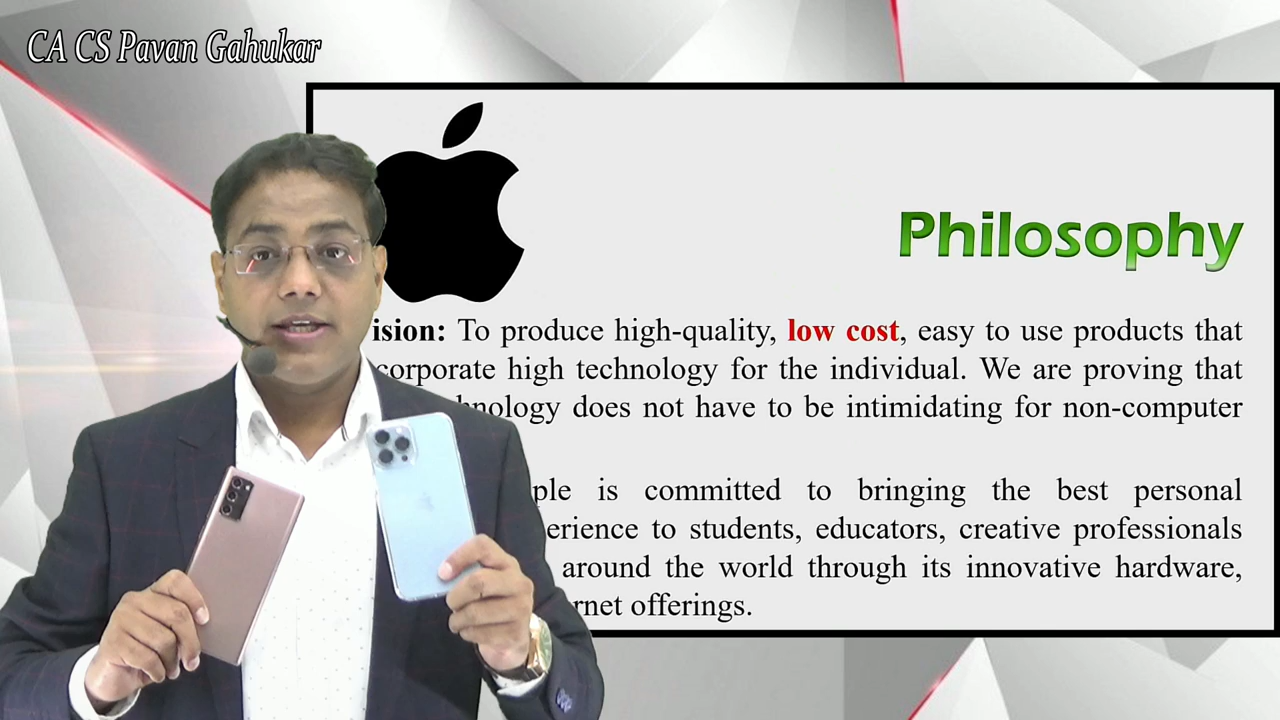 CA CS Pavan Gahukar
Philosophy
ision: To produce high-quality, low cost, easy to use products that
corporate high technology for the individual. We are proving that
nology does not have to be intimidating for non-computer
ple is committed to bringing the best personal
erience to students, educators, creative professionals
around the world through its innovative hardware,
rnet offerings.